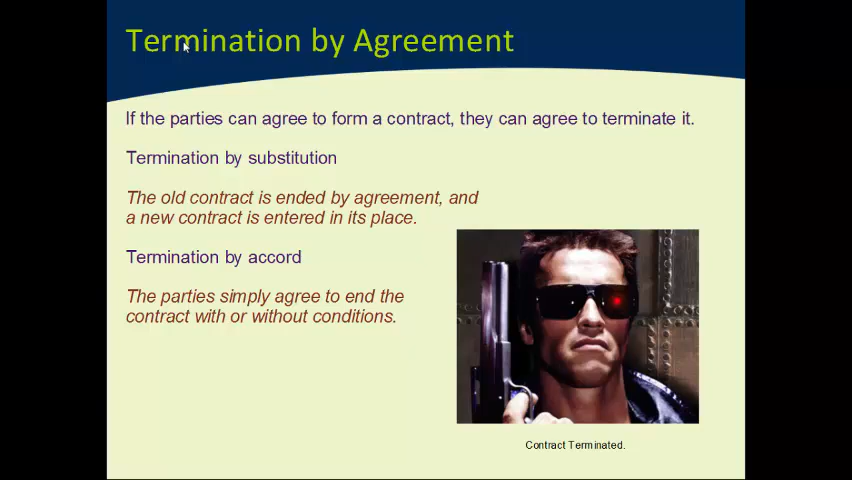 Termination by Agreement
If the parties can agree to form a contract, they can agree to terminate it.
Termination by substitution
The old contract is ended by agreement, and
a new contract is entered in its place.
Termination by accord
The parties simply agree to end the
contract with or without conditions.
Contract Terminated.